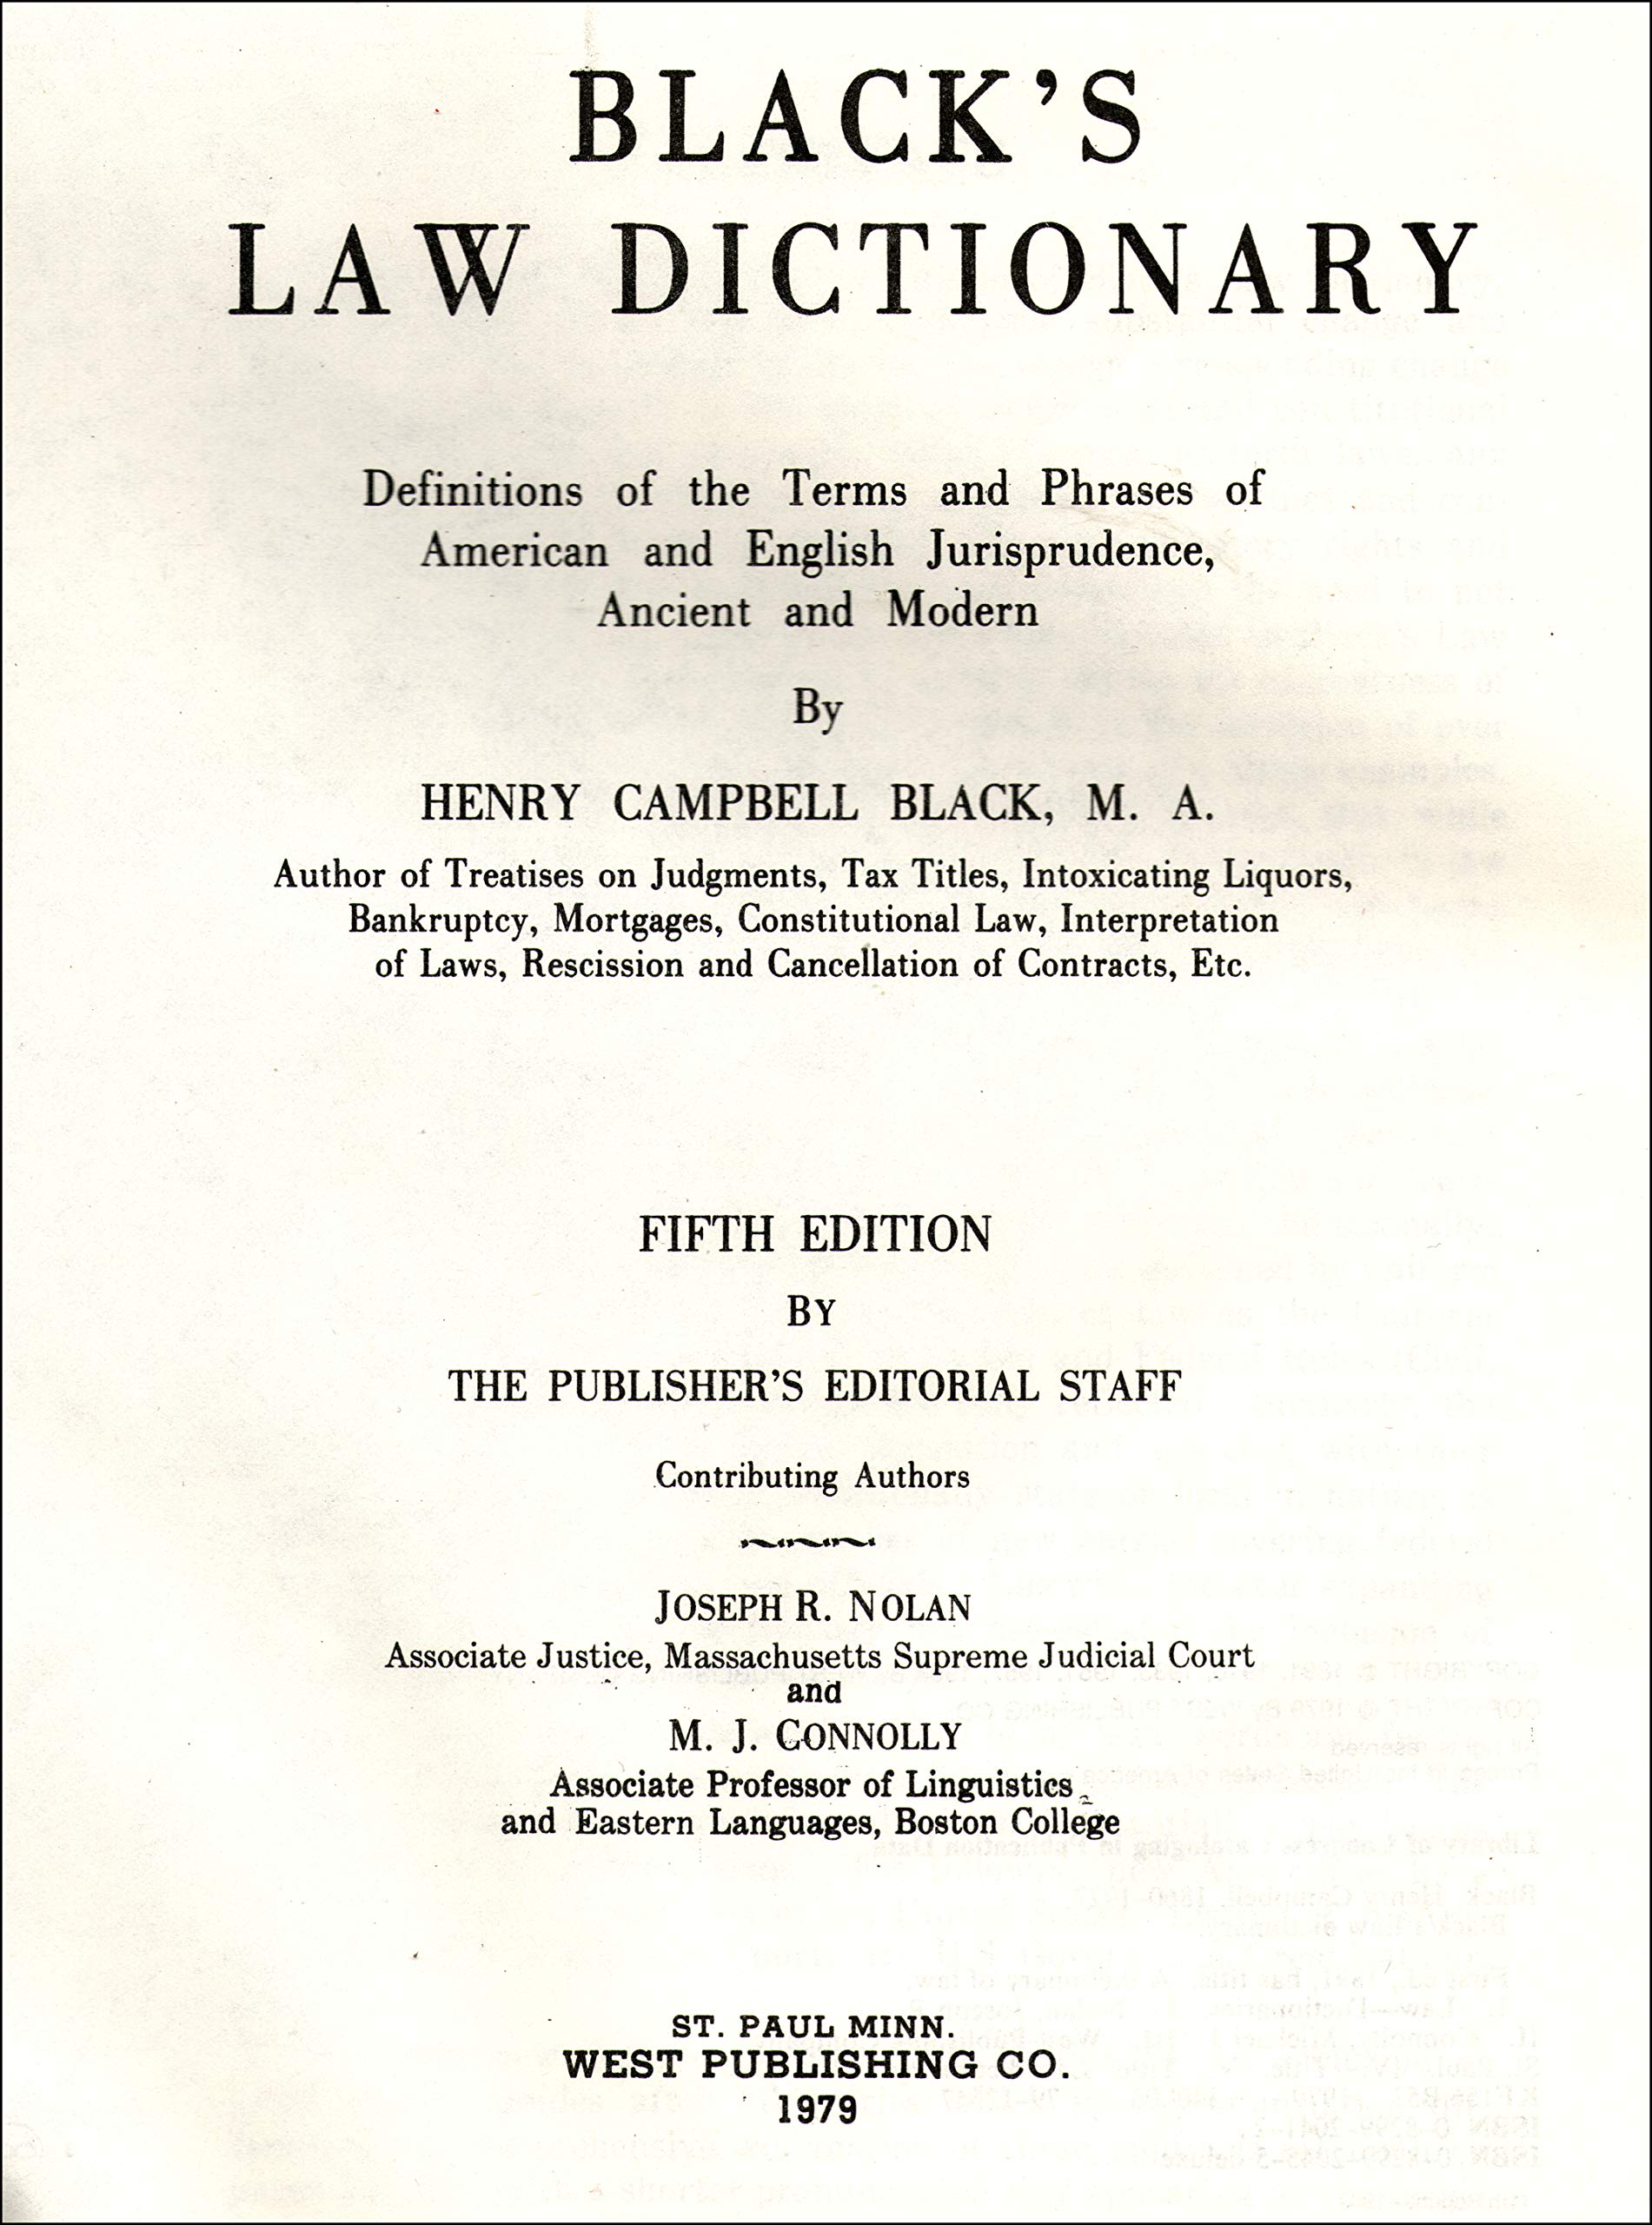 BLACK'S
LAW DICTIONARY
Definitions of the Terms and Phrases of
American and English Jurisprudence,
Ancient and Modern
By
HENRY CAMPBELL BLACK, M. A.
Author of Treatises on Judgments, Tax Titles, Intoxicating Liquors,
Bankruptcy, Mortgages, Constitutional Law, Interpretation
of Laws, Rescission and Cancellation of Contracts, Etc.
FIFTH EDITION
BY
THE PUBLISHER'S EDITORIAL STAFF
Contributing Authors
JOSEPH R. NOLAN
Associate Justice, Massachusetts Supreme Judicial Court
and
M. J. CONNOLLY
Associate Professor of Linguistics
and Eastern Languages, Boston College
ST. PAUL MINN.
WEST PUBLISHING CO.
1979